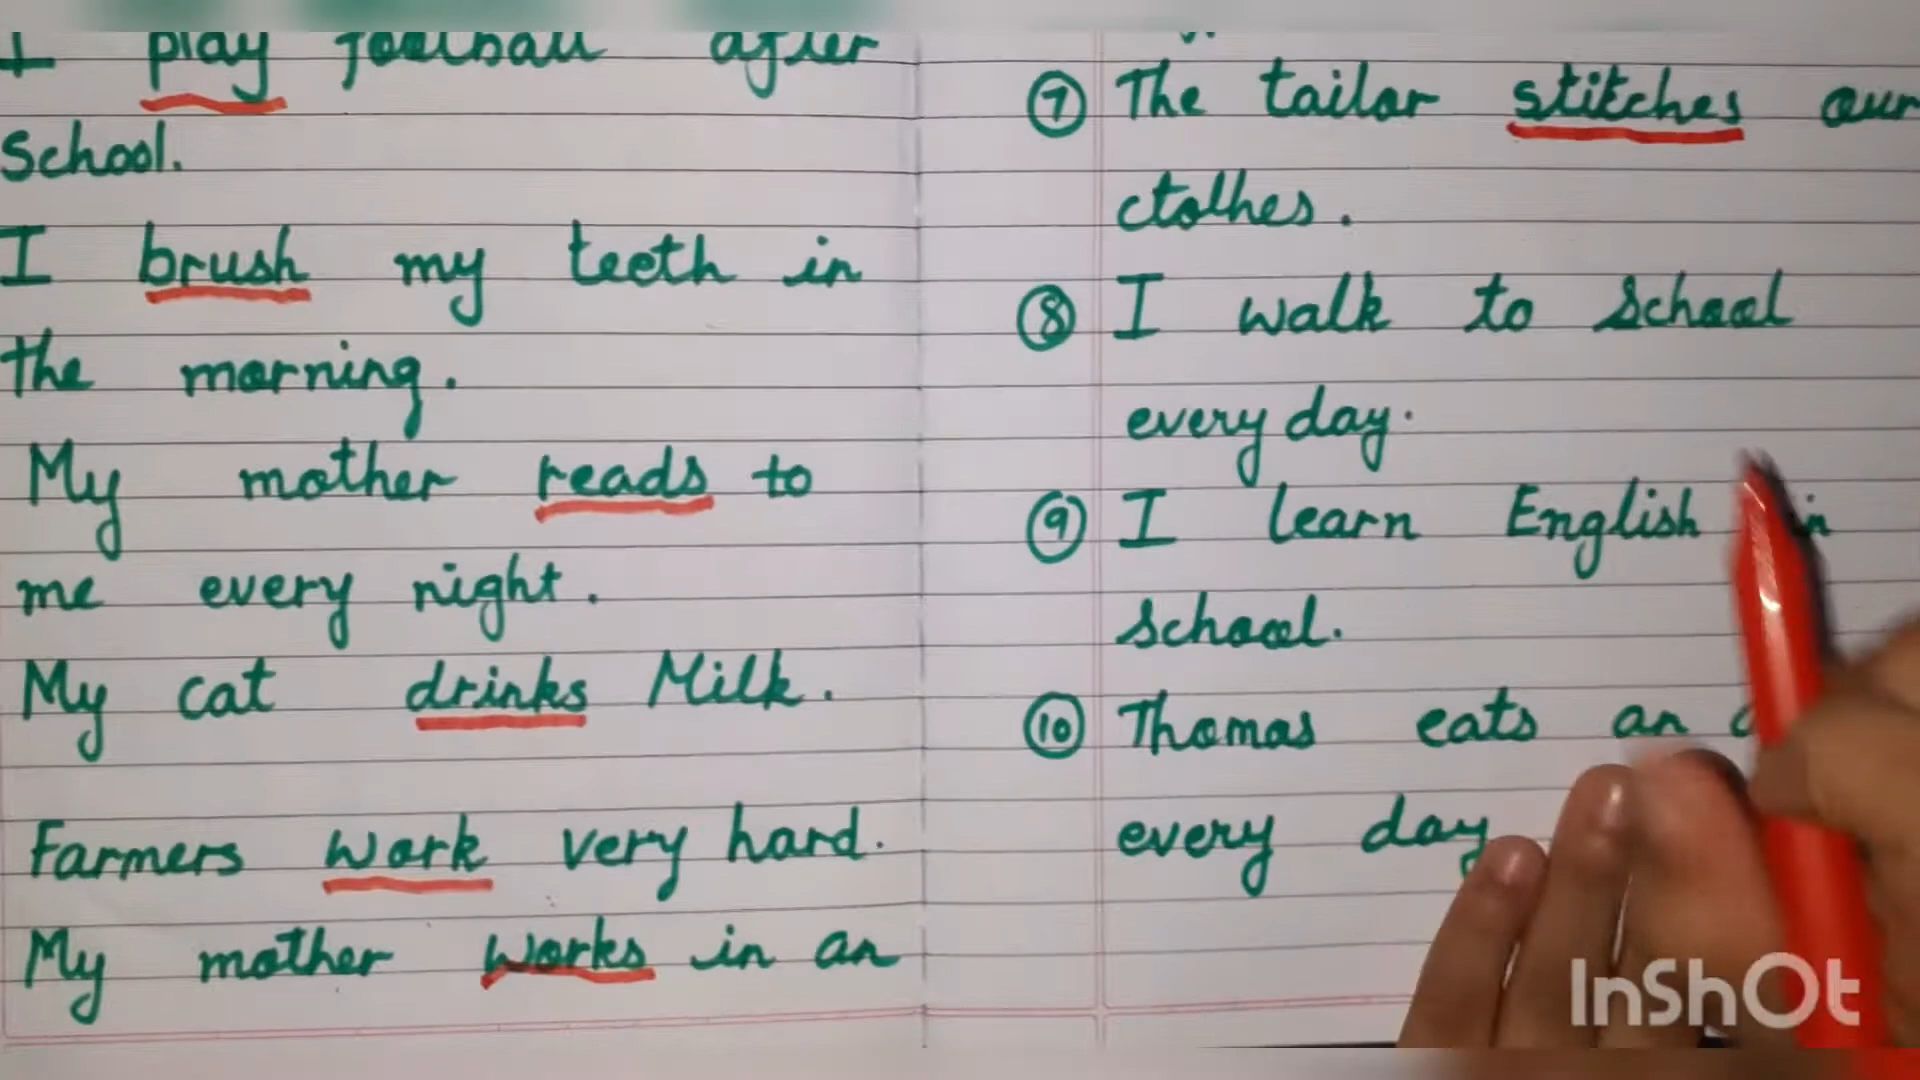 I play football after
School.
I brush my teeth in
the morning.
My mother reads to
me every night.
My cat drinks Milk.
Farmers work very hard.
My mother works in an
7 The tailor stitches our
ctolhes.
8 I walk to School
every day.
9 I learn English in
school.
10 Thomas eats an
every day
InShOt